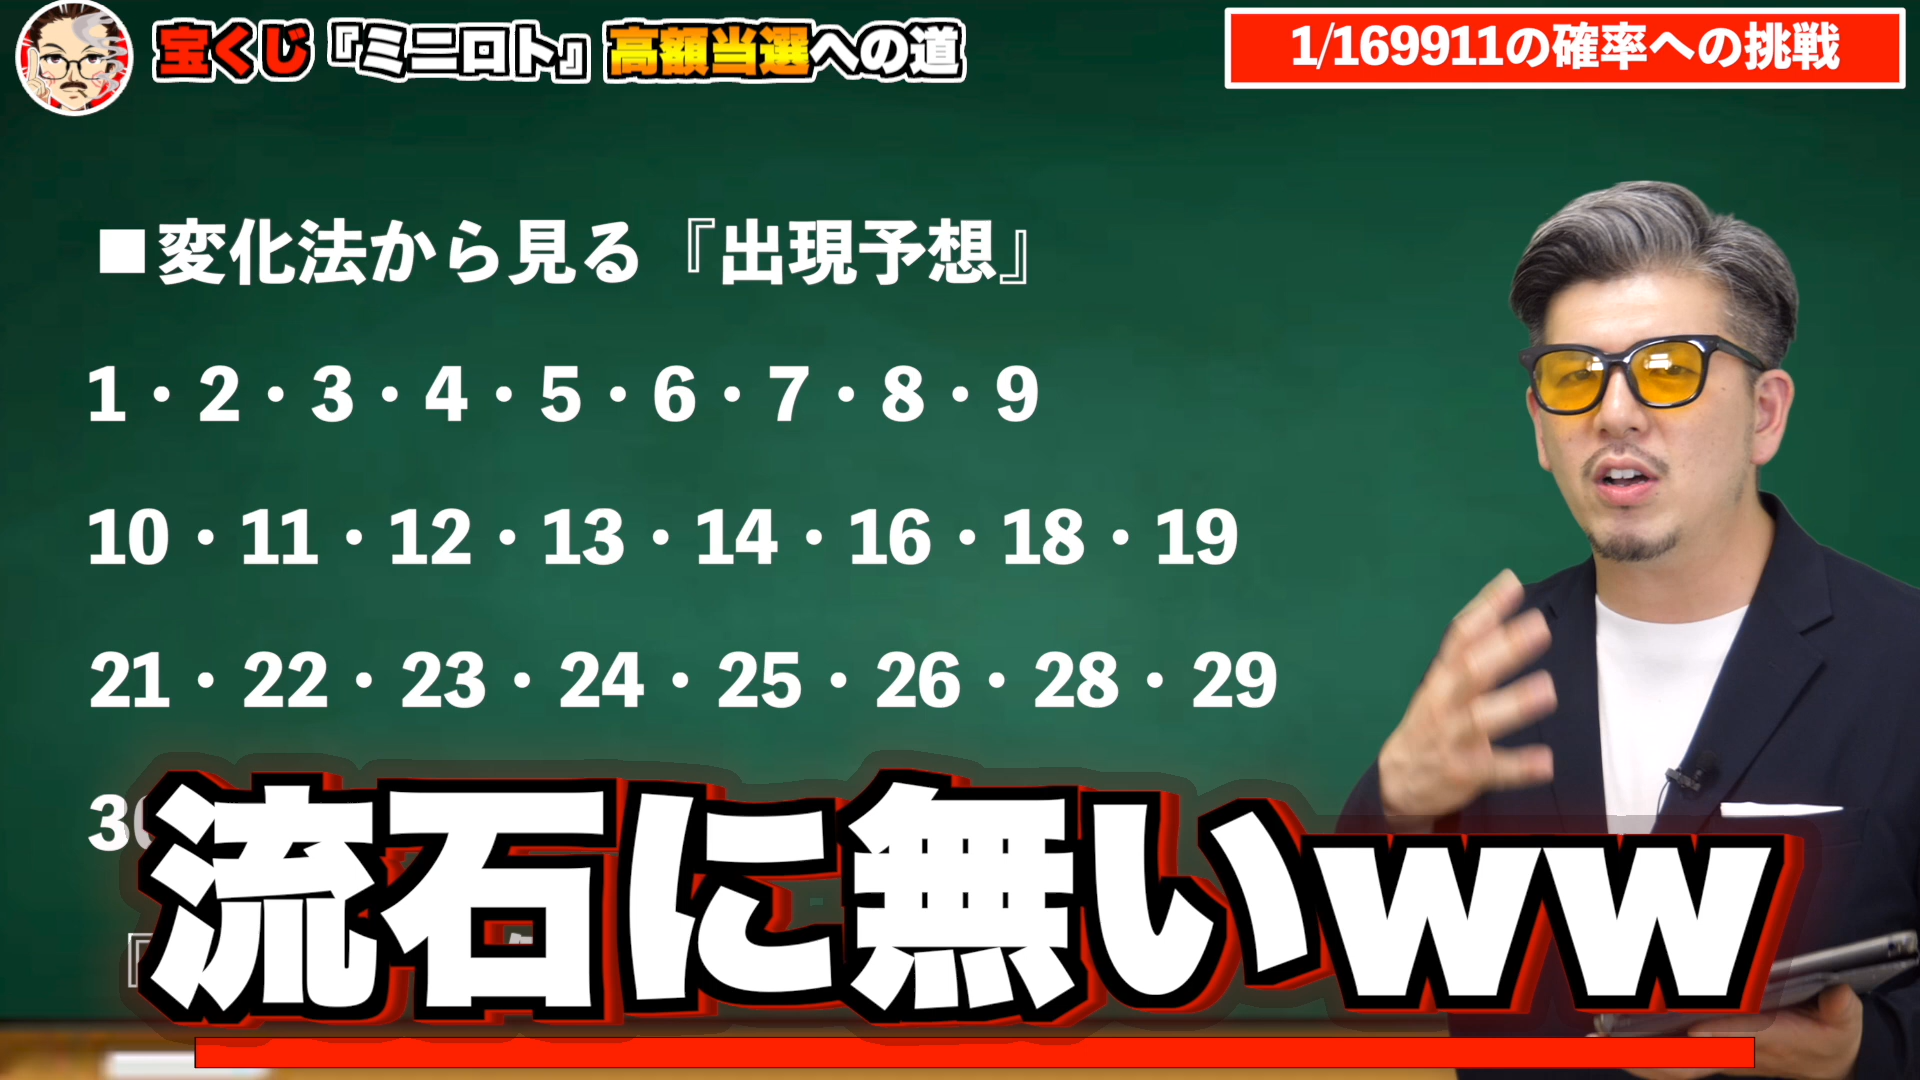 宝くじ『ミニロト』高額当選への道
1/169911の確率への挑戦
■変化法から見る『出現予想』
1・2・3・4・5・6・7・8・9
10・11・12・13・14・16・18・19
21・22・23・24・25・26・28・29
流石に無いww